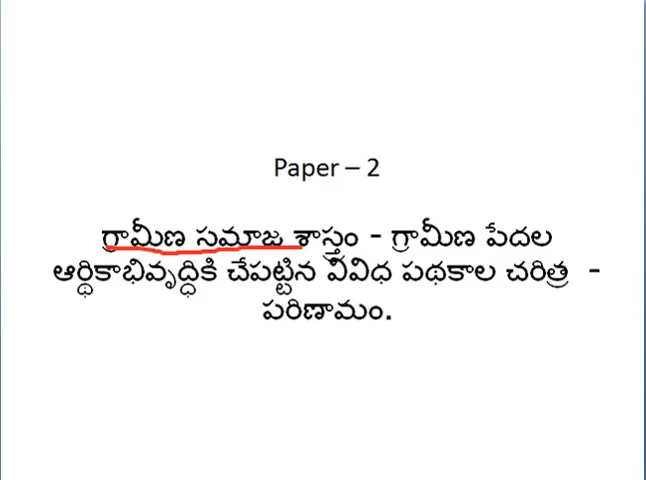 Paper – 2
గ్రామీణ సమాజ శాస్త్రం - గ్రామీణ పేదల
ఆర్థికాభివృద్ధికి చేపట్టిన వివిధ పథకాల చరిత్ర -
పరిణామం.